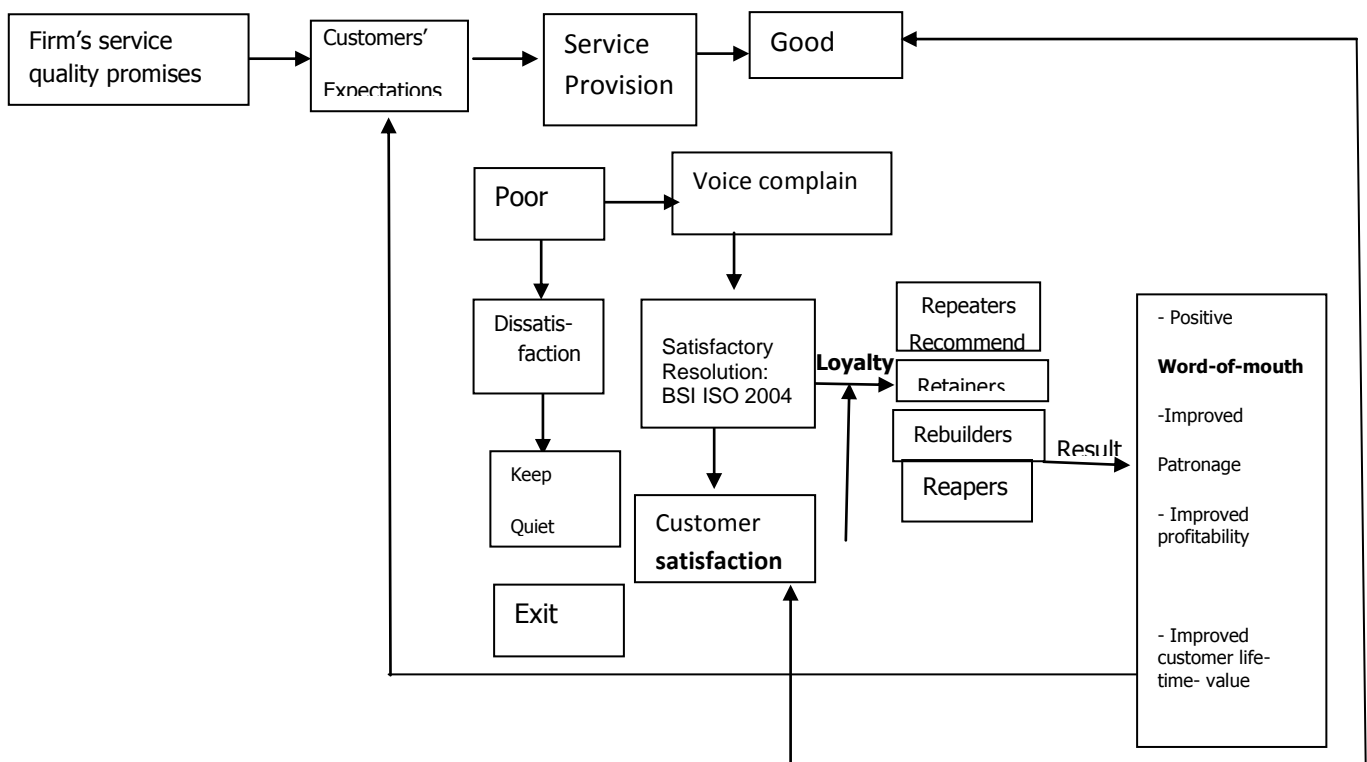 Firm's service
quality promises
Customers'
Expectations
Service
Provision
Good
Poor
Voice complain
Dissatis-
faction
Satisfactory
Resolution:
BSI ISO 2004
Loyalty
Repeaters
Recommend
Retainers
Rebuilders
Reapers
Result
- Positive
Word-of-mouth
-Improved
Patronage
- Improved
profitability
- Improved
customer life-
time- value
Keep
Quiet
Customer
satisfaction
Exit